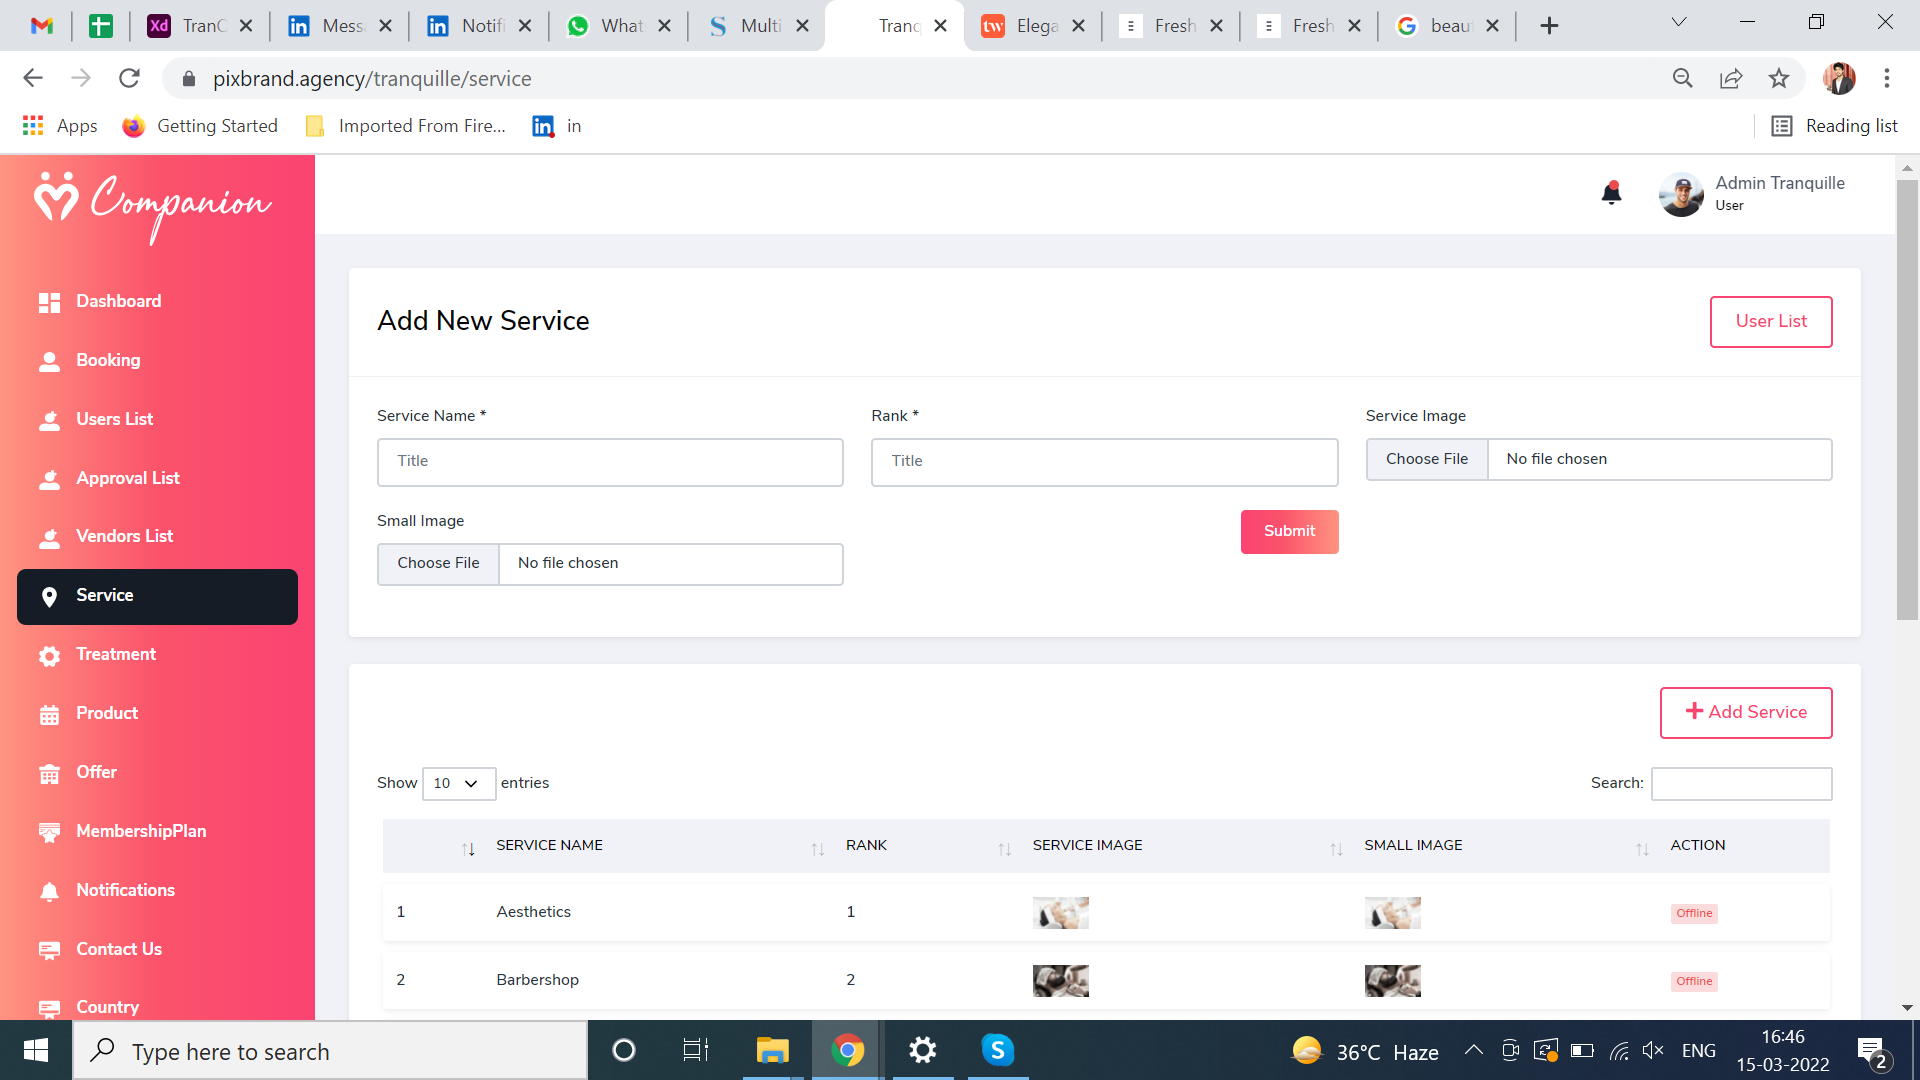 TranC
Mess
Notifi
What
Multi
Tranq
Elega
Fresh
Fresh
beau
pixbrand.agency/tranquille/service
Apps
Getting Started
Imported From Fire...
in
Reading list
Companion
Admin Tranquille
User
Dashboard
Booking
Users List
Approval List
Vendors List
Service
Treatment
Product
Offer
MembershipPlan
Notifications
Contact Us
Country
Add New Service
User List
Service Name *
Rank *
Service Image
Title
Title
Choose File
No file chosen
Small Image
Submit
Choose File
No file chosen
Add Service
Show 10 entries
Search:
SERVICE NAME RANK SERVICE IMAGE SMALL IMAGE ACTION
1 Aesthetics 1 Offline
2 Barbershop 2 Offline
Type here to search
36°C Haze
ENG
16:46
15-03-2022
2